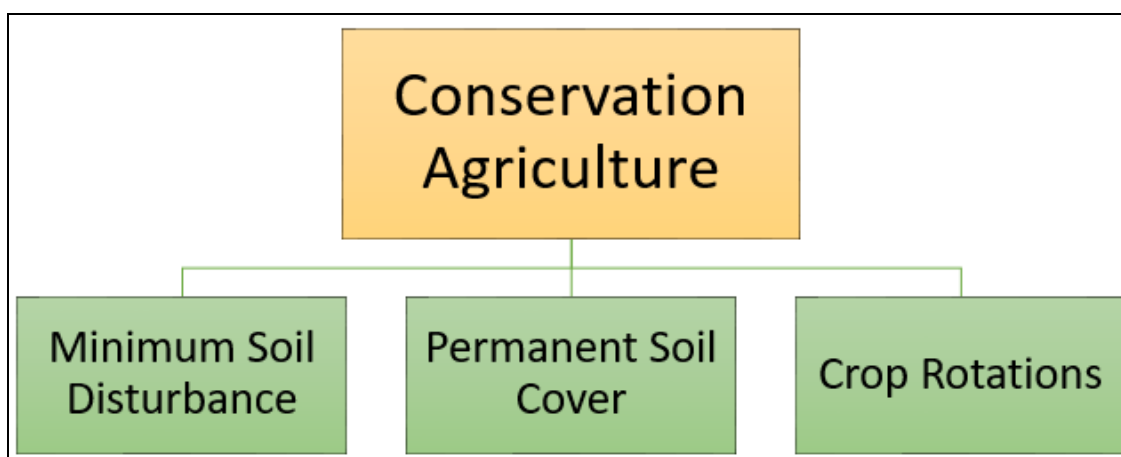 Conservation
Agriculture
Minimum Soil
Disturbance
Permanent Soil
Cover
Crop Rotations